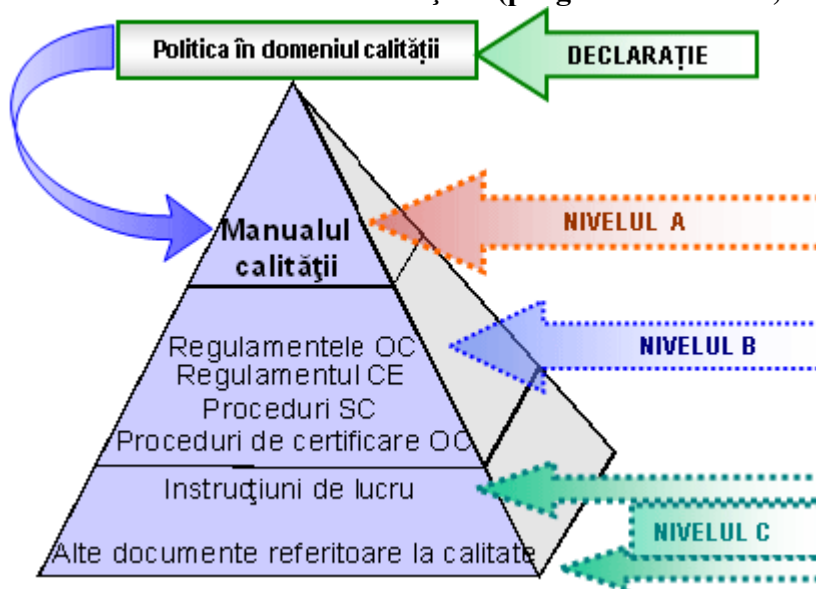 Politica în domeniul calității
DECLARAȚIE
NIVELUL A
Manualul
calităţii
Regulamentele OC
NIVELUL B
Regulamentul CE
Proceduri SC
Proceduri de certificare OC
Instrucţiuni de lucru
NIVELUL C
Alte documente referitoare la calitate